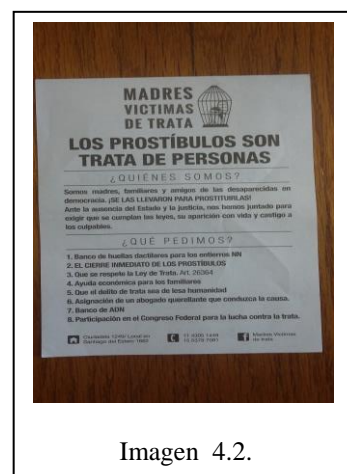 MADRES
VICTIMAS
DE TRATA
LOS PROSTÍBULOS SON
TRATA DE PERSONAS
¿QUIÉNES SOMOS?
Somos madres, familiares y amigos de las desaparecidas en
democracia. ¡SE LAS LLEVARON PARA PROSTITUIRLAS!
Ante la ausencia del Estado y la justicia, nos hemos juntado para
exigir que se cumplan las leyes, su aparición con vida y castigo a
los culpables.
¿QUÉ PEDIMOS?
1. Banco de huellas dactilares para los entierros NN
2. EL CIERRE INMEDIATO DE LOS PROSTÍBULOS
3. Que se respete la Ley de Trata. Art. 26364
4. Ayuda económica para los familiares
5. Que el delito de trata sea de lesa humanidad
6. Asignación de un abogado querellante que conduzca la causa.
7. Banco de ADN
8. Participación en el Congreso Federal para la lucha contra la trata.
Santiago del Estero
Madres Víctimas
de trata
Imagen 4.2.